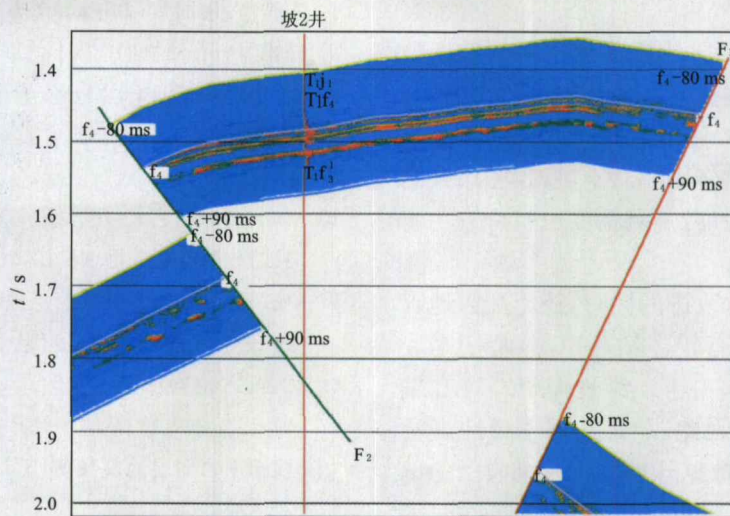 坡2井
1.4
1.5
1.6
1.7
1.8
1.9
2.0
t / s
F
f₄-80 ms
T₁j₁
T₁f₄
f₄
f₄-80 ms
f₄
T₁f₃¹
f₄+90 ms
f₄+90 ms
f₄-80 ms
f₄
f₄+90 ms
f₄-80 ms
F₂
f₄